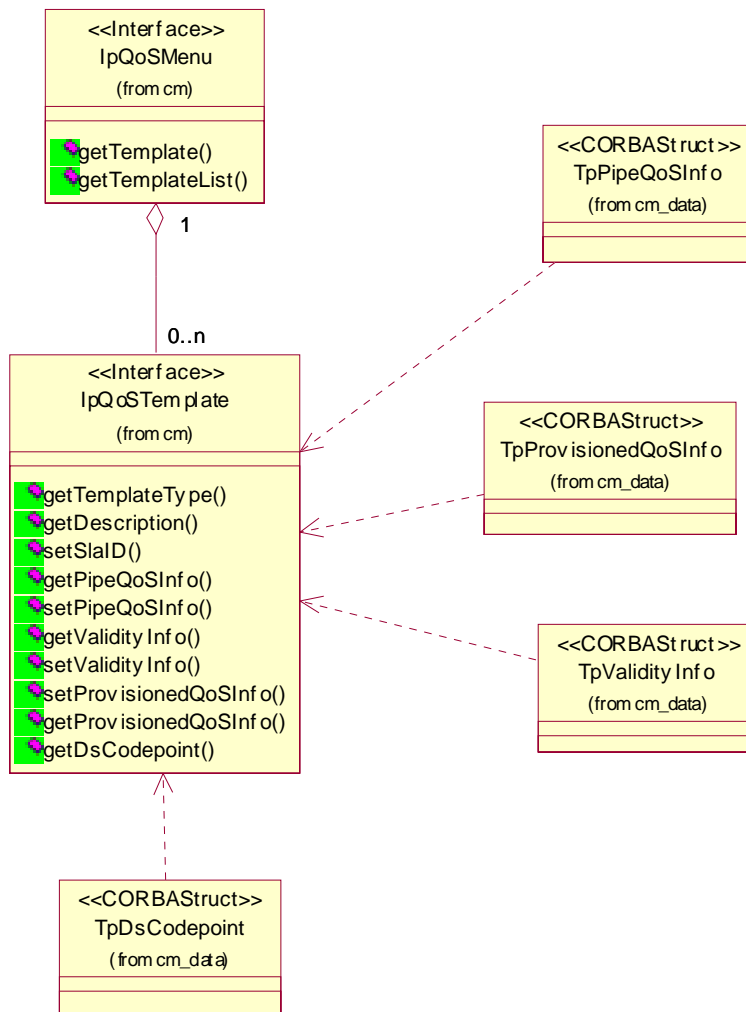 <<Interface>>
IpQoSMenu
(from cm)
getTemplate()
getTemplateList()
1
0..n
<<Interface>>
IpQoSTemplate
(from cm)
getTemplateType()
getDescription()
setSlaID()
getPipeQoSInfo()
setPipeQoSInfo()
getValidityInfo()
setValidityInfo()
setProvisionedQoSInfo()
getProvisionedQoSInfo()
getDsCodepoint()
<<CORBAStruct>>
TpPipeQoSInfo
(from cm_data)
<<CORBAStruct>>
TpProvisionedQoSInfo
(from cm_data)
<<CORBAStruct>>
TpValidityInfo
(from cm_data)
<<CORBAStruct>>
TpDsCodepoint
(from cm_data)